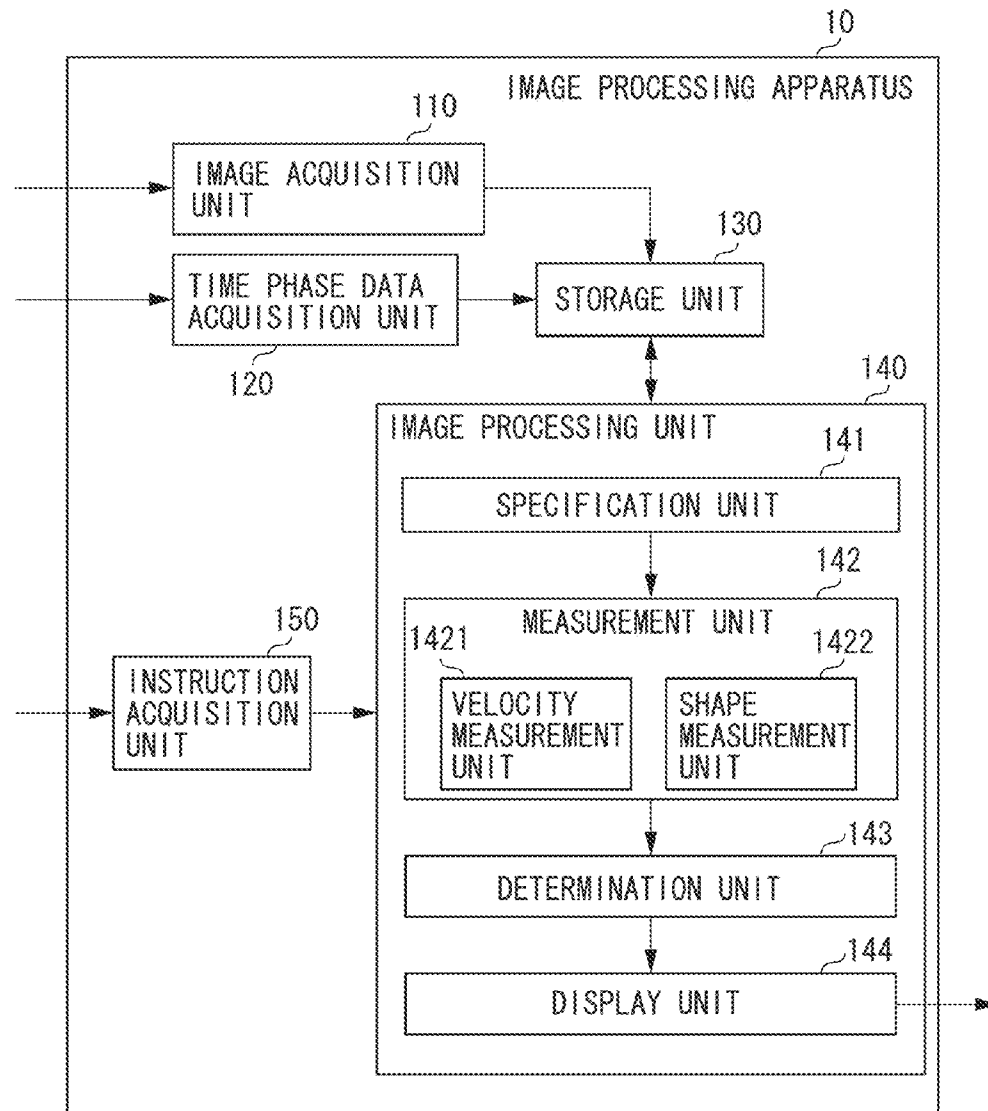 10
IMAGE PROCESSING APPARATUS
110
IMAGE ACQUISITION
UNIT
130
TIME PHASE DATA
ACQUISITION UNIT
STORAGE UNIT
120
140
IMAGE PROCESSING UNIT
141
SPECIFICATION UNIT
142
MEASUREMENT UNIT
150
INSTRUCTION
ACQUISITION
UNIT
1421
VELOCITY
MEASUREMENT
UNIT
1422
SHAPE
MEASUREMENT
UNIT
143
DETERMINATION UNIT
144
DISPLAY UNIT